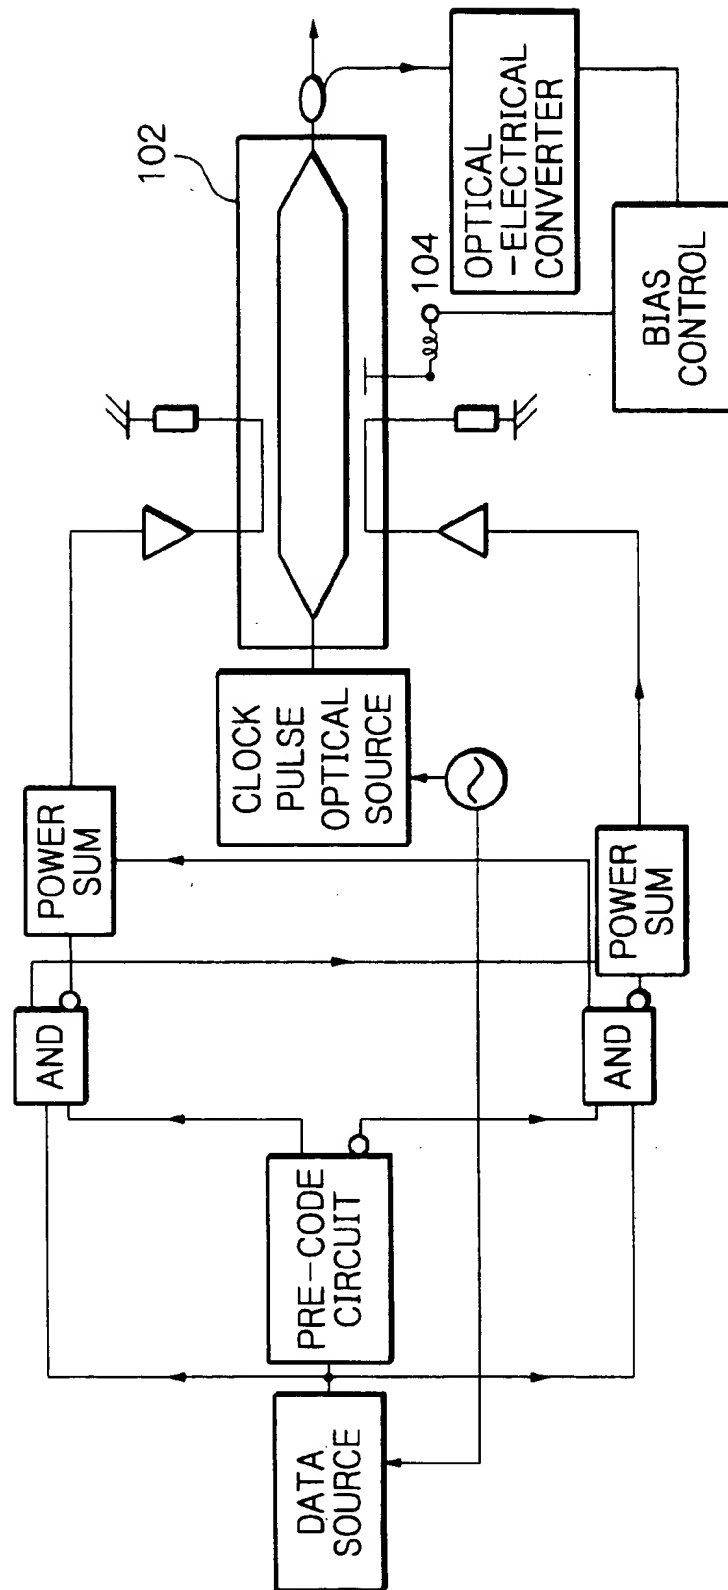 DATA
SOURCE
PRE-CODE
CIRCUIT
AND
AND
POWER
SUM
POWER
SUM
CLOCK
PULSE
OPTICAL
SOURCE
102
104
OPTICAL
-ELECTRICAL
CONVERTER
BIAS
CONTROL